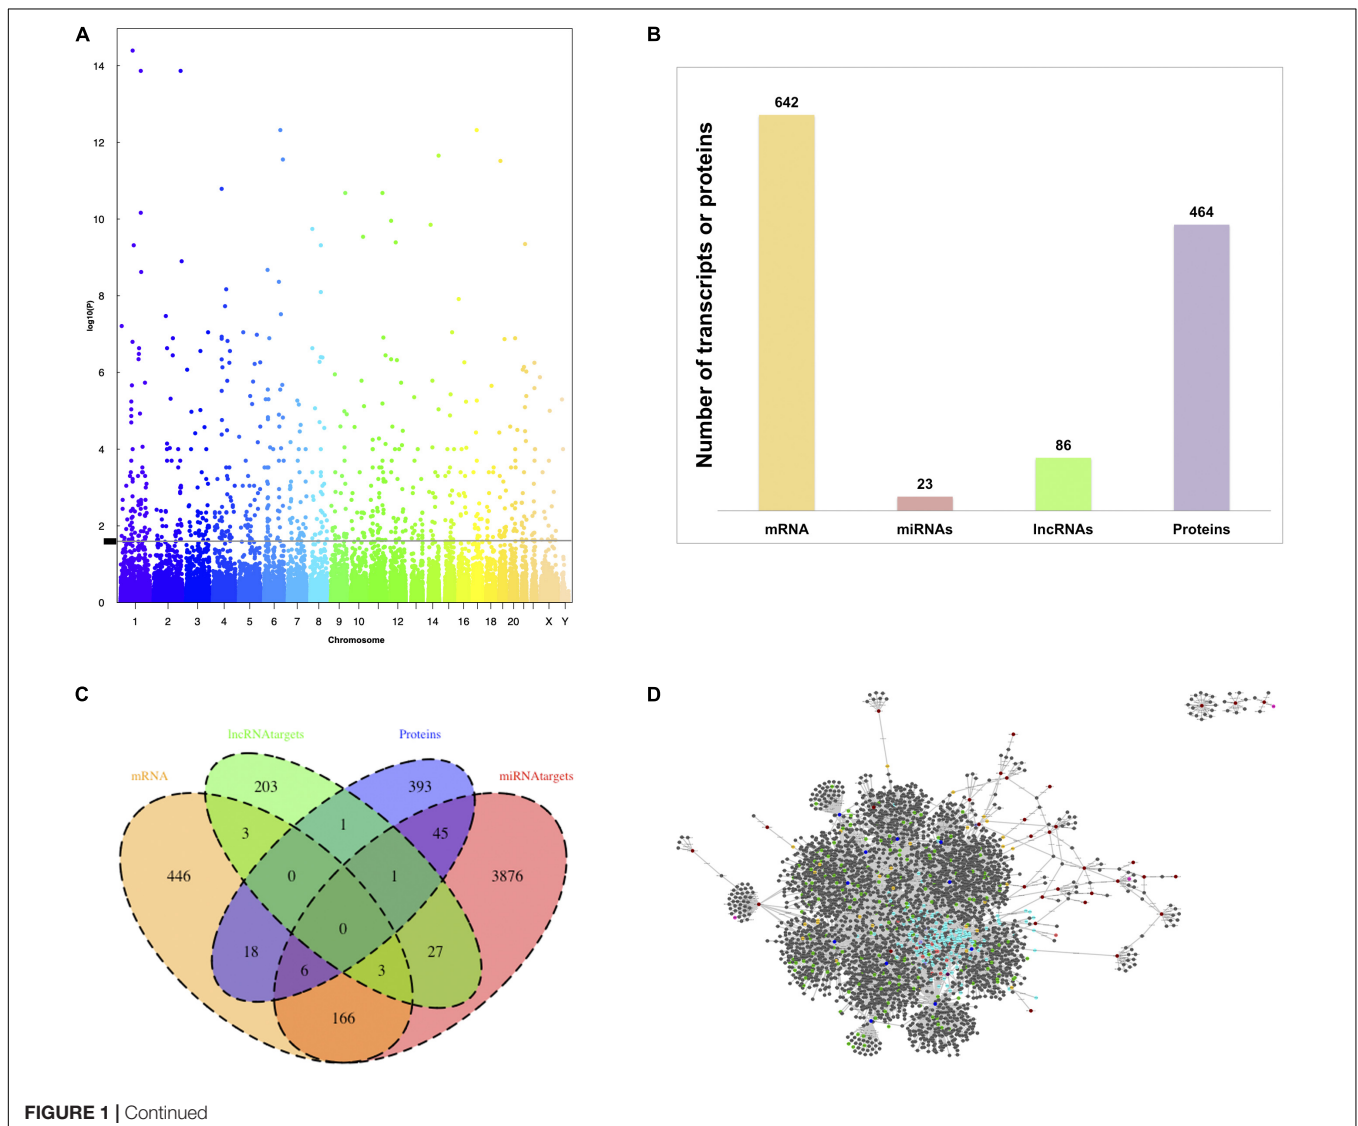 A
14
12
10
8
6
4
2
0
log10(P)
1 2 3 4 5 6 7 8 9 10 12 14 16 18 20 X Y
Chromosome
B
Number of transcripts or proteins
642
23
86
464
mRNA miRNAs lncRNAs Proteins
C
lncRNAtargets Proteins
mRNA miRNAtargets
203 393
3 1 45
446 0 1 3876
0
18 6 3 27
166
D
FIGURE 1 | Continued